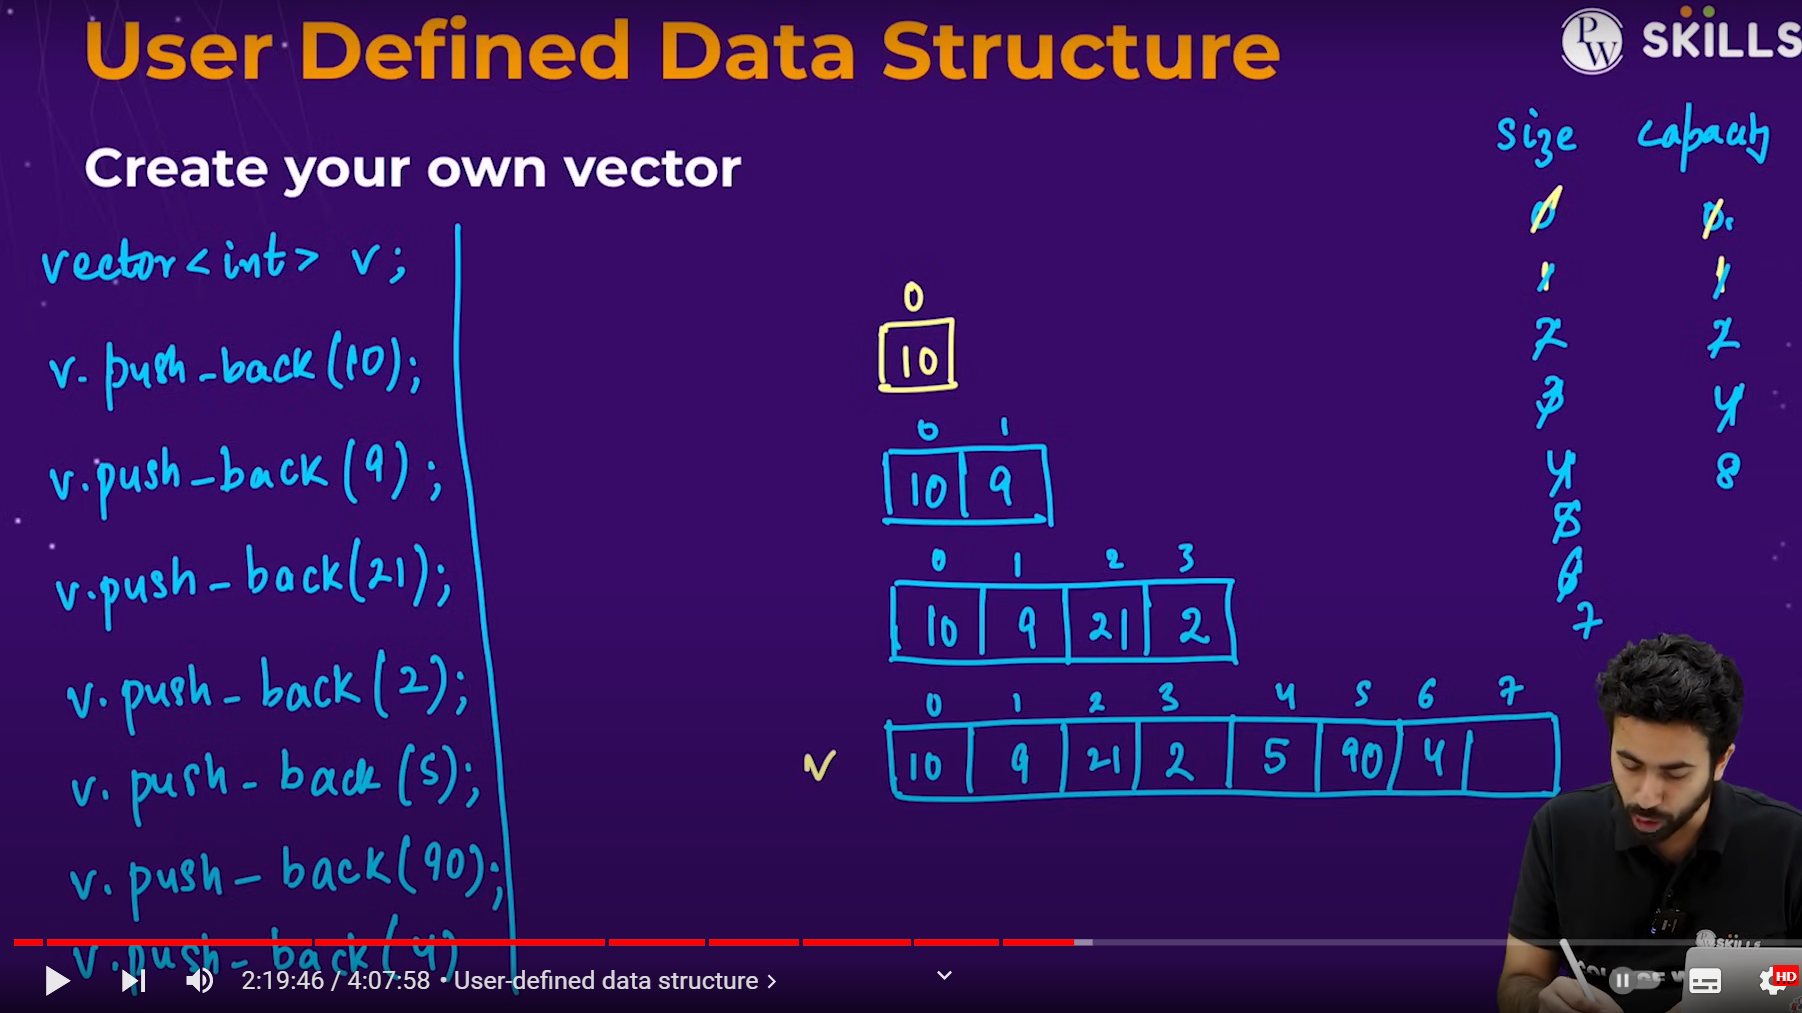 User Defined Data Structure
PW SKILLS
Create your own vector
size capacity
0 0
1 1
2 2
3 4
4 8
5
6
7
vector<int> v;
v.push_back(10);
v.push_back(9);
v.push_back(21);
v.push_back(2);
v.push_back(5);
v.push_back(90);
v.push_back(4)
0
10
0 1
10 9
0 1 2 3
10 9 21 2
0 1 2 3 4 5 6 7
v 10 9 21 2 5 90 4
SKILLS
2:19:46 / 4:07:58 • User-defined data structure >
HD